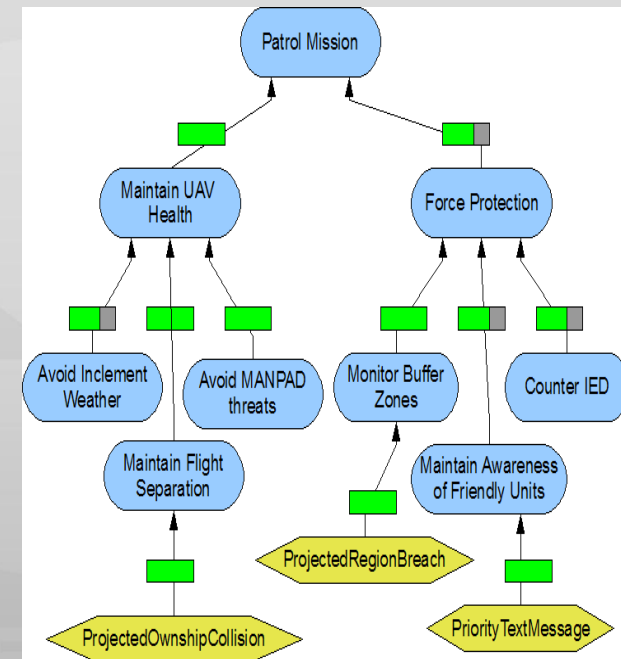 Patrol Mission
Maintain UAV
Health
Force Protection
Avoid Inclement
Weather
Avoid MANPAD
threats
Monitor Buffer
Zones
Counter IED
Maintain Flight
Separation
Maintain Awareness
of Friendly Units
ProjectedRegionBreach
ProjectedOwnshipCollision
PriorityTextMessage